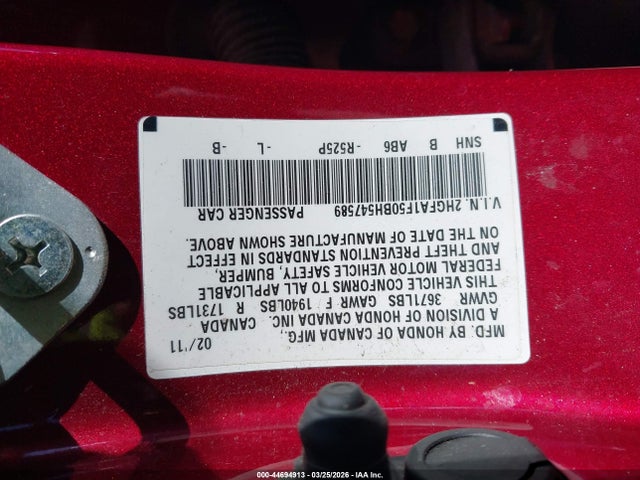 MFD. BY HONDA OF CANADA MFG., 02/'11
A DIVISION OF HONDA CANADA INC. CANADA
GVWR 3671LBS GAWR F 1940LBS R 1731LBS
THIS VEHICLE CONFORMS TO ALL APPLICABLE
FEDERAL MOTOR VEHICLE SAFETY, BUMPER,
AND THEFT PREVENTION STANDARDS IN EFFECT
ON THE DATE OF MANUFACTURE SHOWN ABOVE.
V.I.N. 2HGFA1F50BH547589 PASSENGER CAR
SNH B AB6 -R525P -L -B
000-44694913 - 03/25/2026 - IAA Inc.